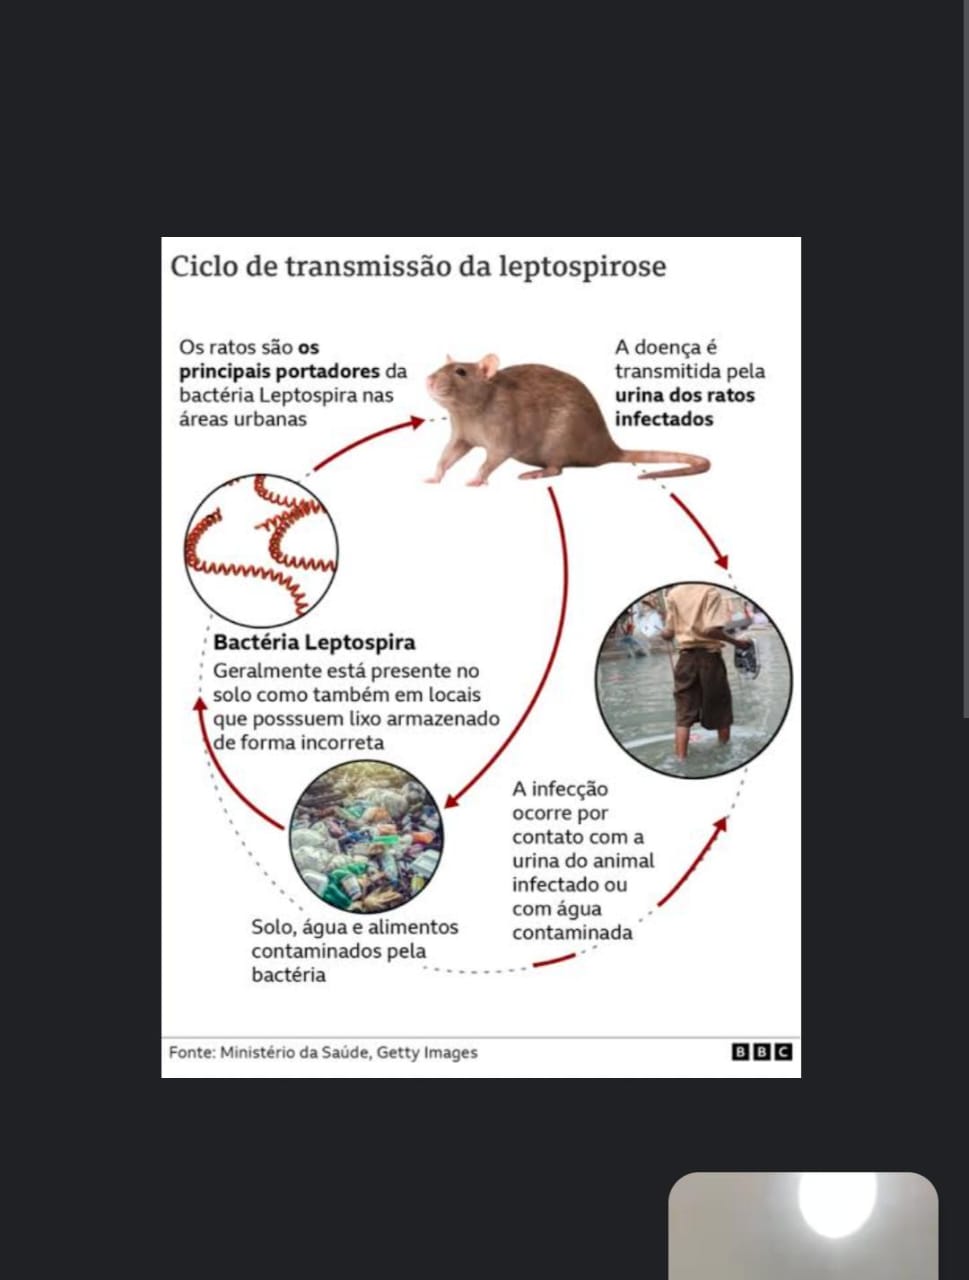 Ciclo de transmissão da leptospirose
Os ratos são os
principais portadores da
bactéria Leptospira nas
áreas urbanas
A doença é
transmitida pela
urina dos ratos
infectados
Bactéria Leptospira
Geralmente está presente no
solo como também em locais
que posssuem lixo armazenado
de forma incorreta
A infecção
ocorre por
contato com a
urina do animal
infectado ou
com água
contaminada
Solo, água e alimentos
contaminados pela
bactéria
Fonte: Ministério da Saúde, Getty Images
BBC